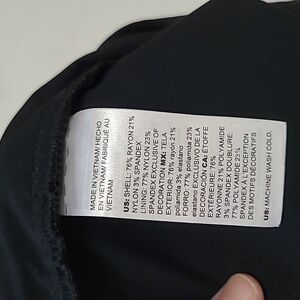 MADE IN VIETNAM/ HECHO
EN VIETNAM/ FABRIQUÉ AU
VIETNAM
US: SHELL: 76% RAYON 21%
NYLON 3% SPANDEX
LINING: 77% NYLON 23%
SPANDEX EXCLUSIVE OF
DECORATION MX: TELA
EXTERIOR: 76% rayón 21%
poliamida 3% elastano
FORRO: 77% poliamida 23%
elastano EXCLUSIVO DE LA
DECORACIÓN CA: ÉTOFFE
EXTÉRIEURE: 76%
RAYONNE 21% POLYAMIDE
3% SPANDEX DOUBLURE:
77% POLYAMIDE 23%
SPANDEX À L'EXCEPTION
DES MOTIFS DÉCORATIFS
US: MACHINE WASH COLD,